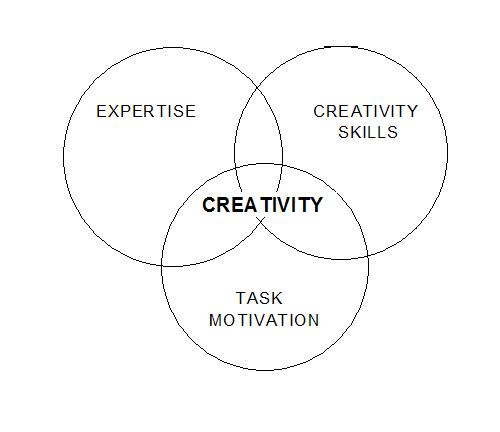 EXPERTISE
CREATIVITY
SKILLS
CREATIVITY
TASK
MOTIVATION